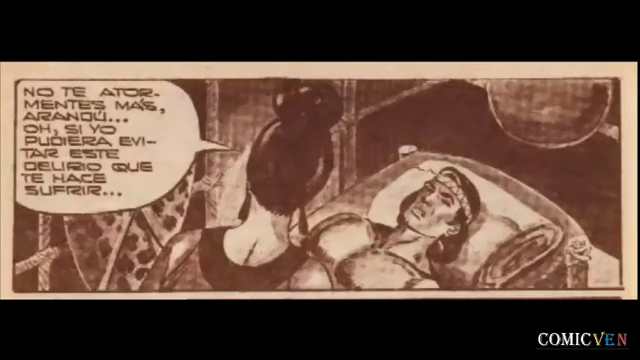 NO TE ATOR-
MENTES MÁS,
ARANDÚ...
OH, SI YO
PUDIERA EVI-
TAR ESTE
DELIRIO QUE
TE HACE
SUFRIR...
COMICVEN